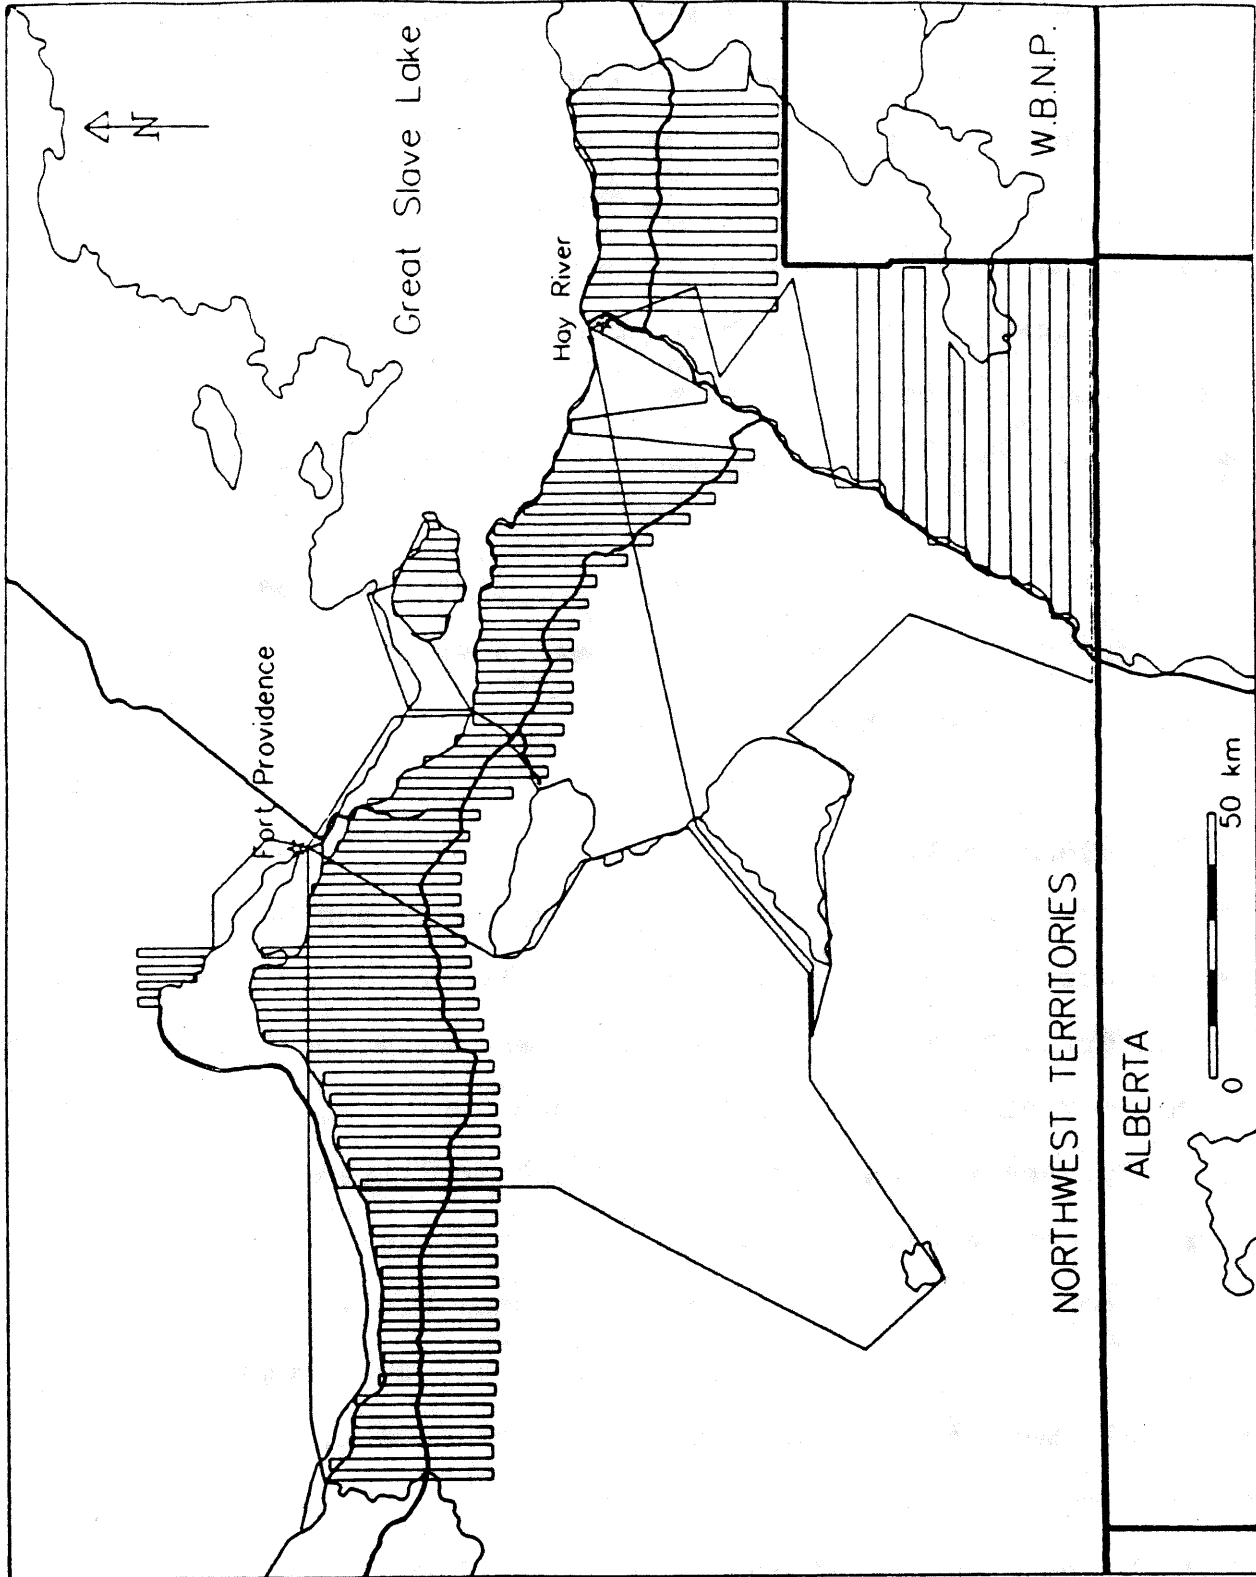 N
Great Slave Lake
Hay River
W.B.N.P.
Fort Providence
NORTHWEST TERRITORIES
ALBERTA
0
50 km